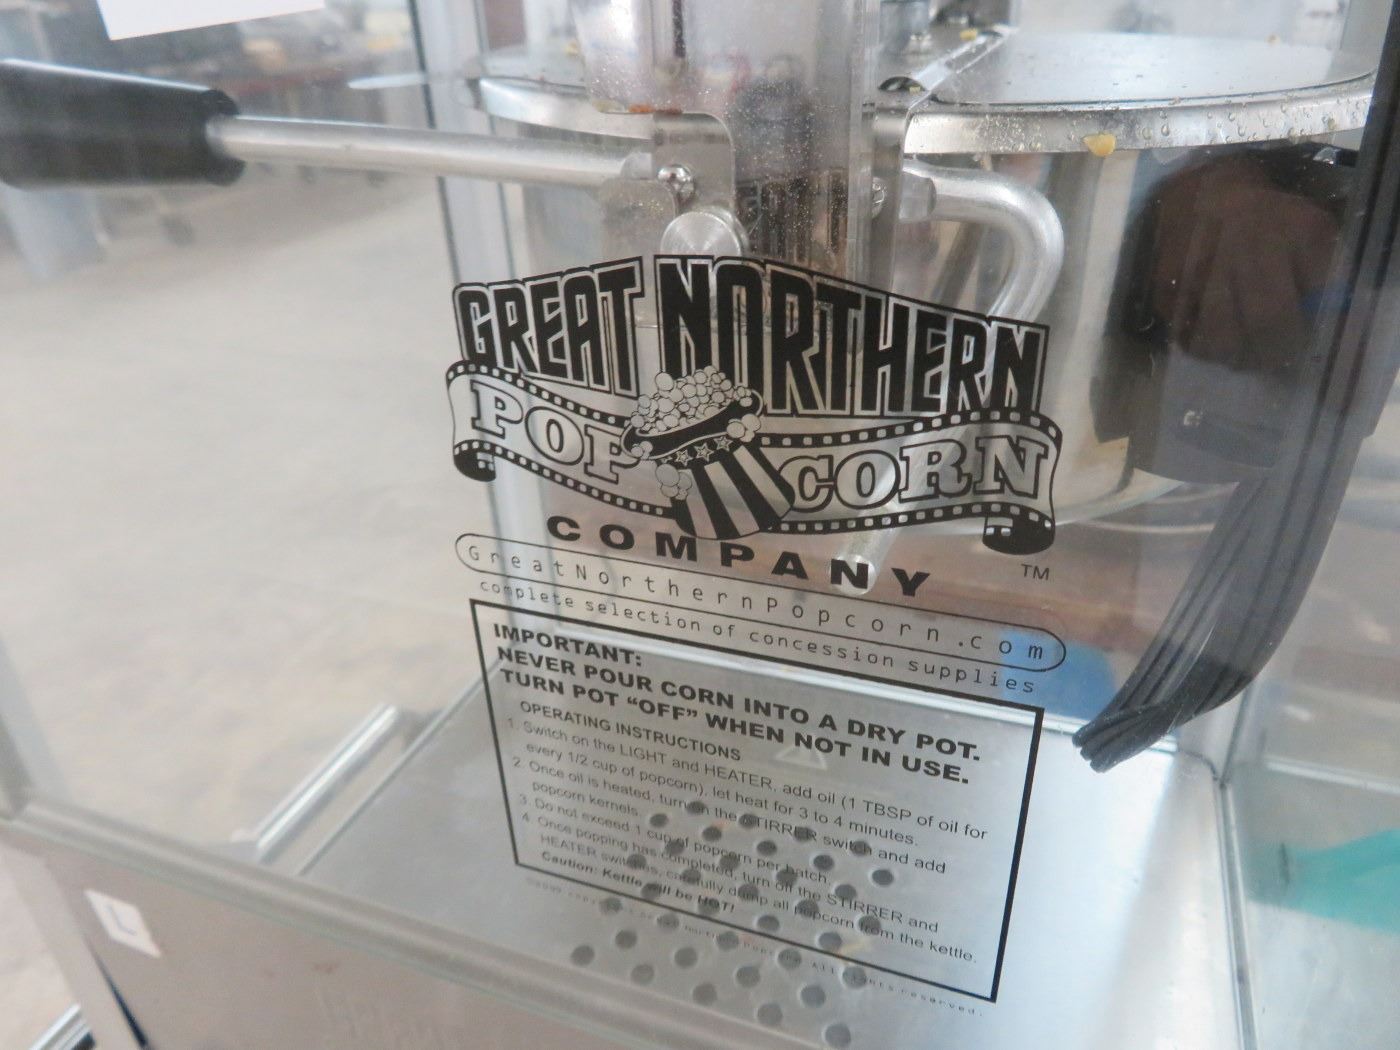 GREAT NORTHERN
POPCORN
COMPANY
TM
GreatNorthernPopcorn.com
complete selection of concession supplies
IMPORTANT:
NEVER POUR CORN INTO A DRY POT.
TURN POT “OFF” WHEN NOT IN USE.
OPERATING INSTRUCTIONS
1. Switch on the LIGHT and HEATER, add oil (1 TBSP of oil for
every 1/2 cup of popcorn), let heat for 3 to 4 minutes.
2. Once oil is heated, turn on the STIRRER switch and add
popcorn kernels.
3. Do not exceed 1 cup of popcorn per batch.
4. Once popping has completed, turn off the STIRRER and
HEATER switches, carefully dump all popcorn from the kettle.
Caution: Kettle will be HOT!
All rights reserved.
L